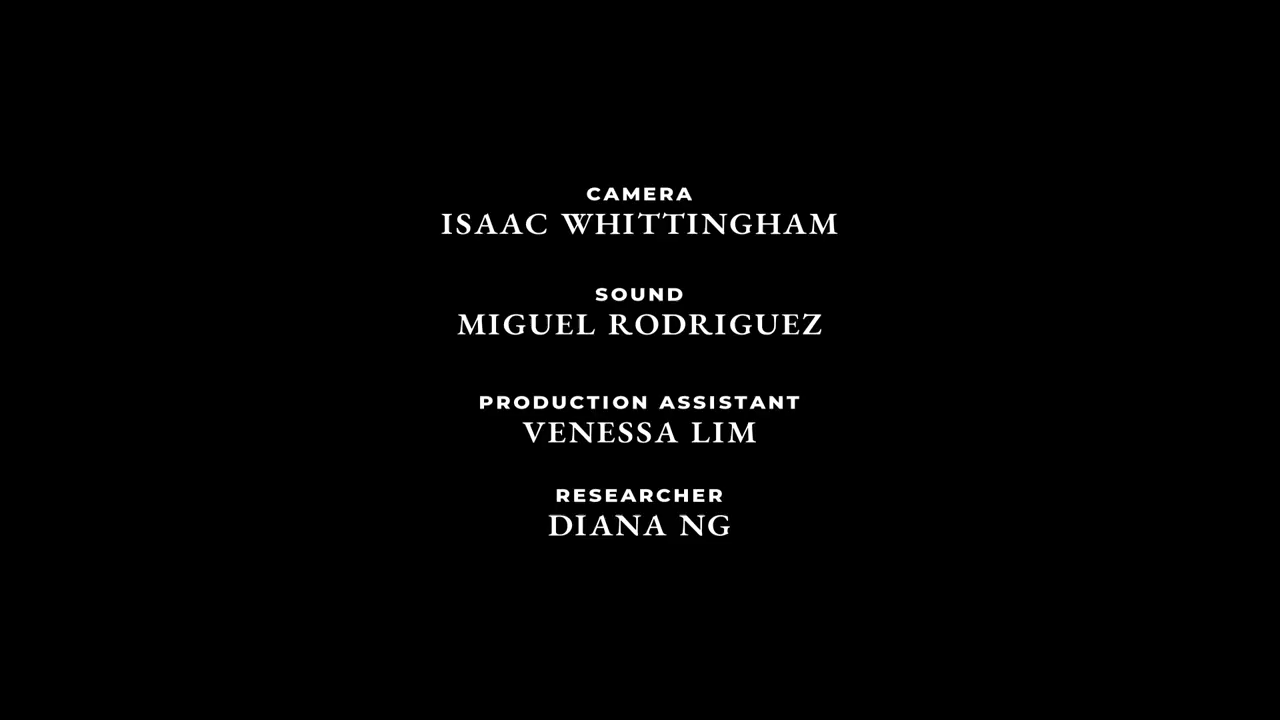 CAMERA
ISAAC WHITTINGHAM
SOUND
MIGUEL RODRIGUEZ
PRODUCTION ASSISTANT
VENESSA LIM
RESEARCHER
DIANA NG